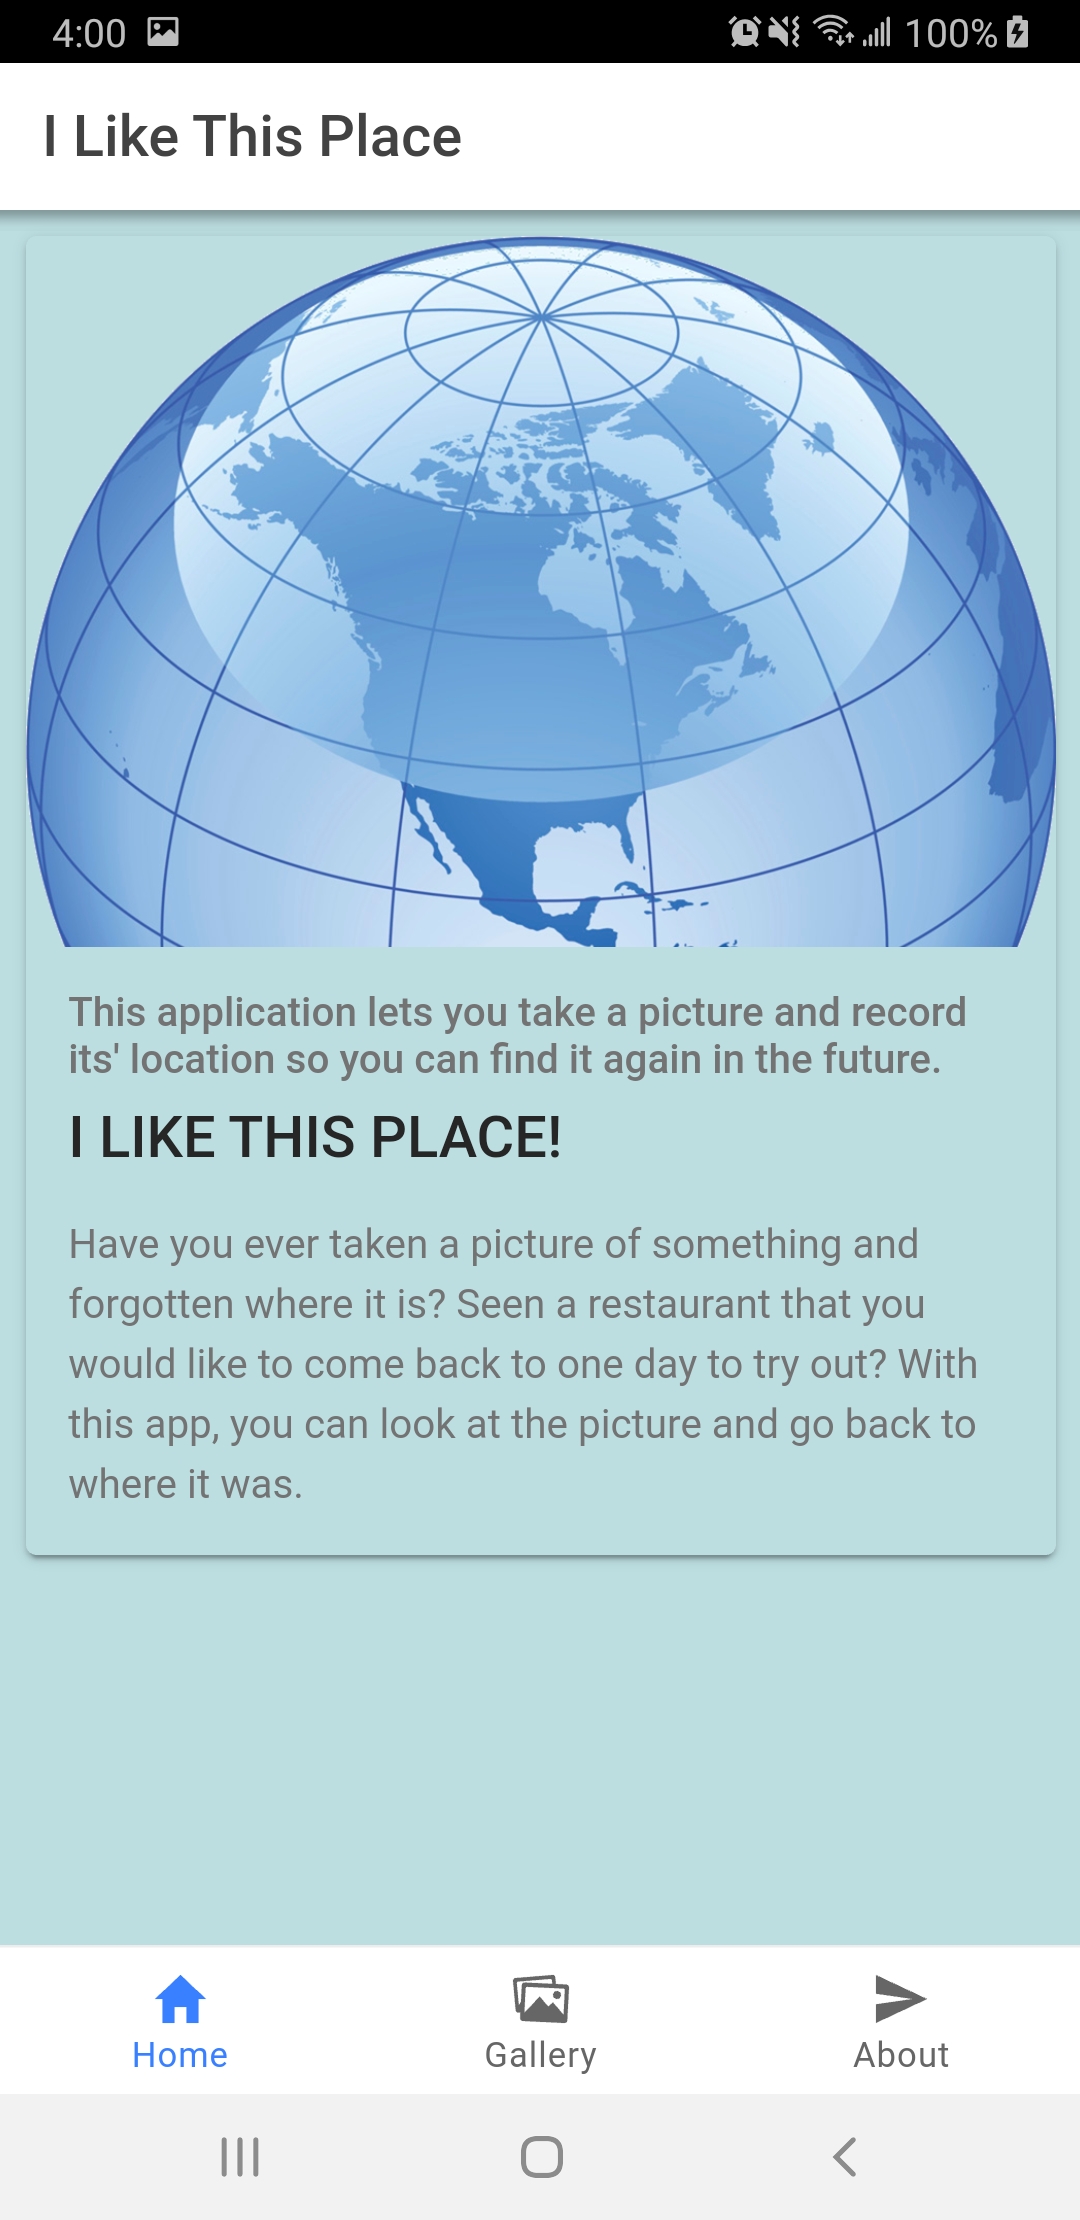 4:00 100%
I Like This Place
This application lets you take a picture and record
its' location so you can find it again in the future.
I LIKE THIS PLACE!
Have you ever taken a picture of something and
forgotten where it is? Seen a restaurant that you
would like to come back to one day to try out? With
this app, you can look at the picture and go back to
where it was.
Home Gallery About